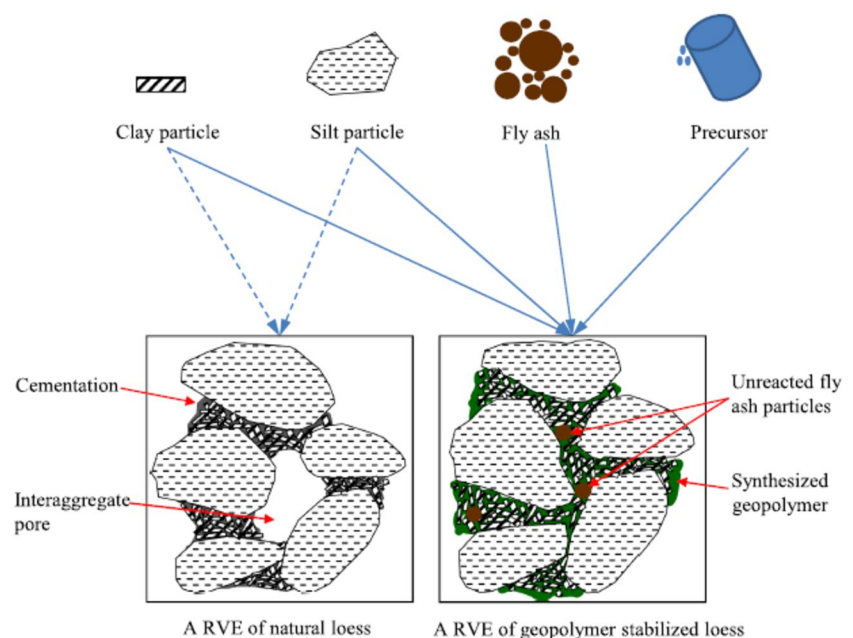 Clay particle
Silt particle
Fly ash
Precursor
Cementation
Interaggregate
pore
Unreacted fly
ash particles
Synthesized
geopolymer
A RVE of natural loess
A RVE of geopolymer stabilized loess